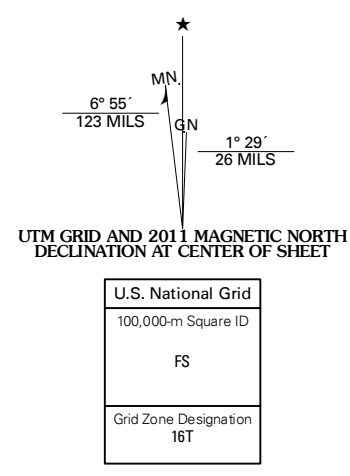 ★
MN.
6° 55´
123 MILS
GN
1° 29´
26 MILS
UTM GRID AND 2011 MAGNETIC NORTH
DECLINATION AT CENTER OF SHEET
U.S. National Grid
100,000-m Square ID
FS
Grid Zone Designation
16T